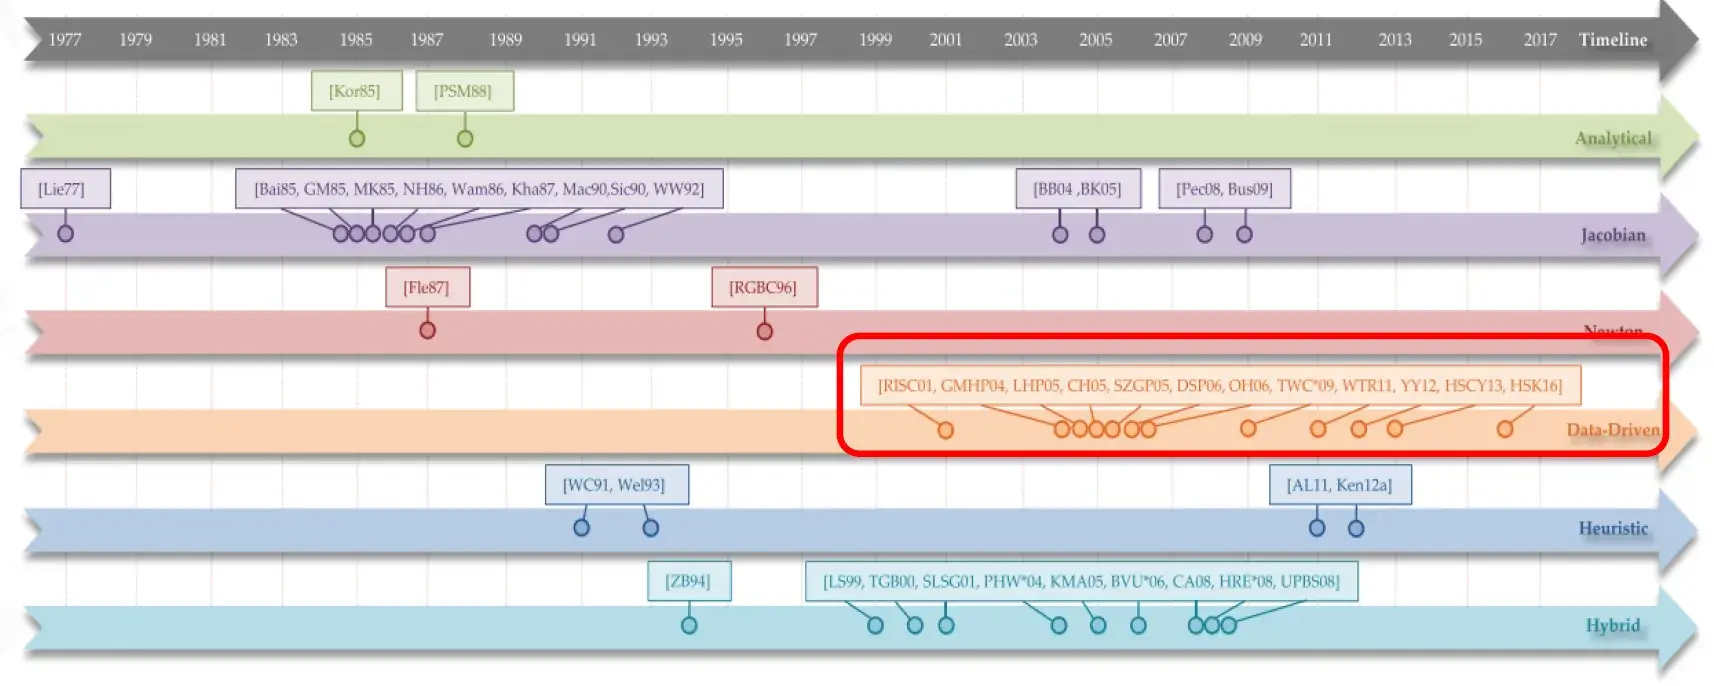 1977 1979 1981 1983 1985 1987 1989 1991 1993 1995 1997 1999 2001 2003 2005 2007 2009 2011 2013 2015 2017 Timeline
[Kor85] [PSM88]
Analytical
[Lie77] [Bai85, GM85, MK85, NH86, Wam86, Kha87, Mac90,Sic90, WW92] [BB04 ,BK05] [Pec08, Bus09]
Jacobian
[Fle87] [RGBC96]
Newton
[RISC01, GMHP04, LHP05, CH05, SZGP05, DSP06, OH06, TWC*09, WTR11, YY12, HSCY13, HSK16]
Data-Driven
[WC91, Wel93] [AL11, Ken12a]
Heuristic
[ZB94] [LS99, TGB00, SLSG01, PHW*04, KMA05, BVU*06, CA08, HRE*08, UPBS08]
Hybrid